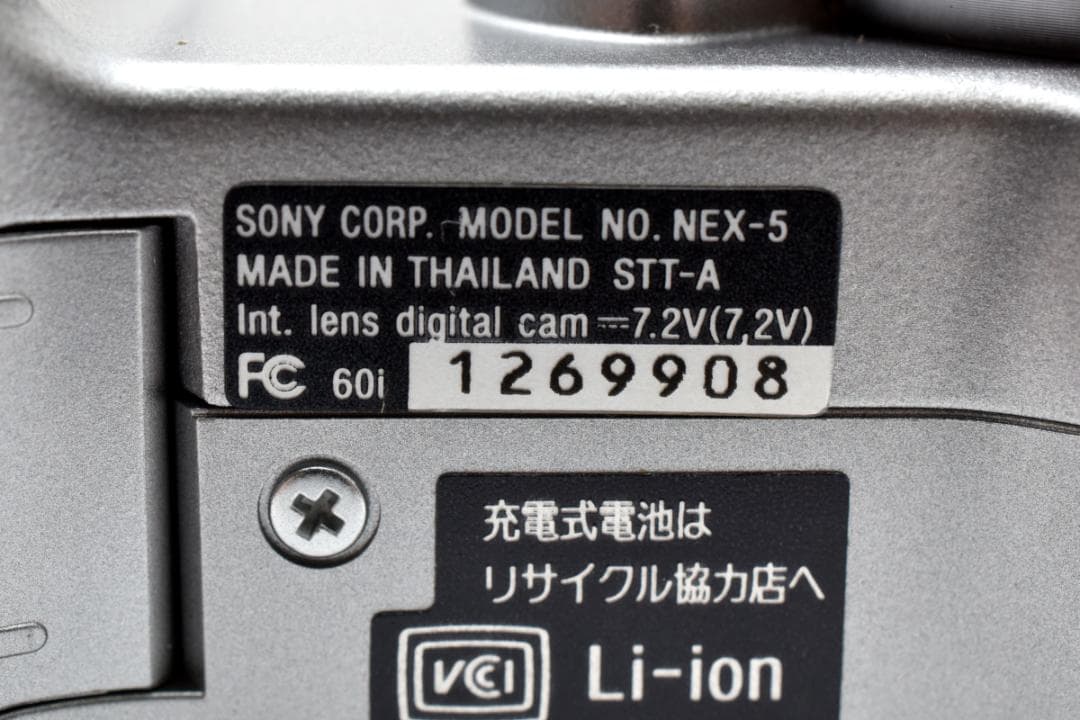 SONY CORP. MODEL NO. NEX-5
MADE IN THAILAND STT-A
Int. lens digital cam ⎓7.2V(7,2V)
FC 60i 1269908
充電式電池は
リサイクル協力店へ
VCCI Li-ion